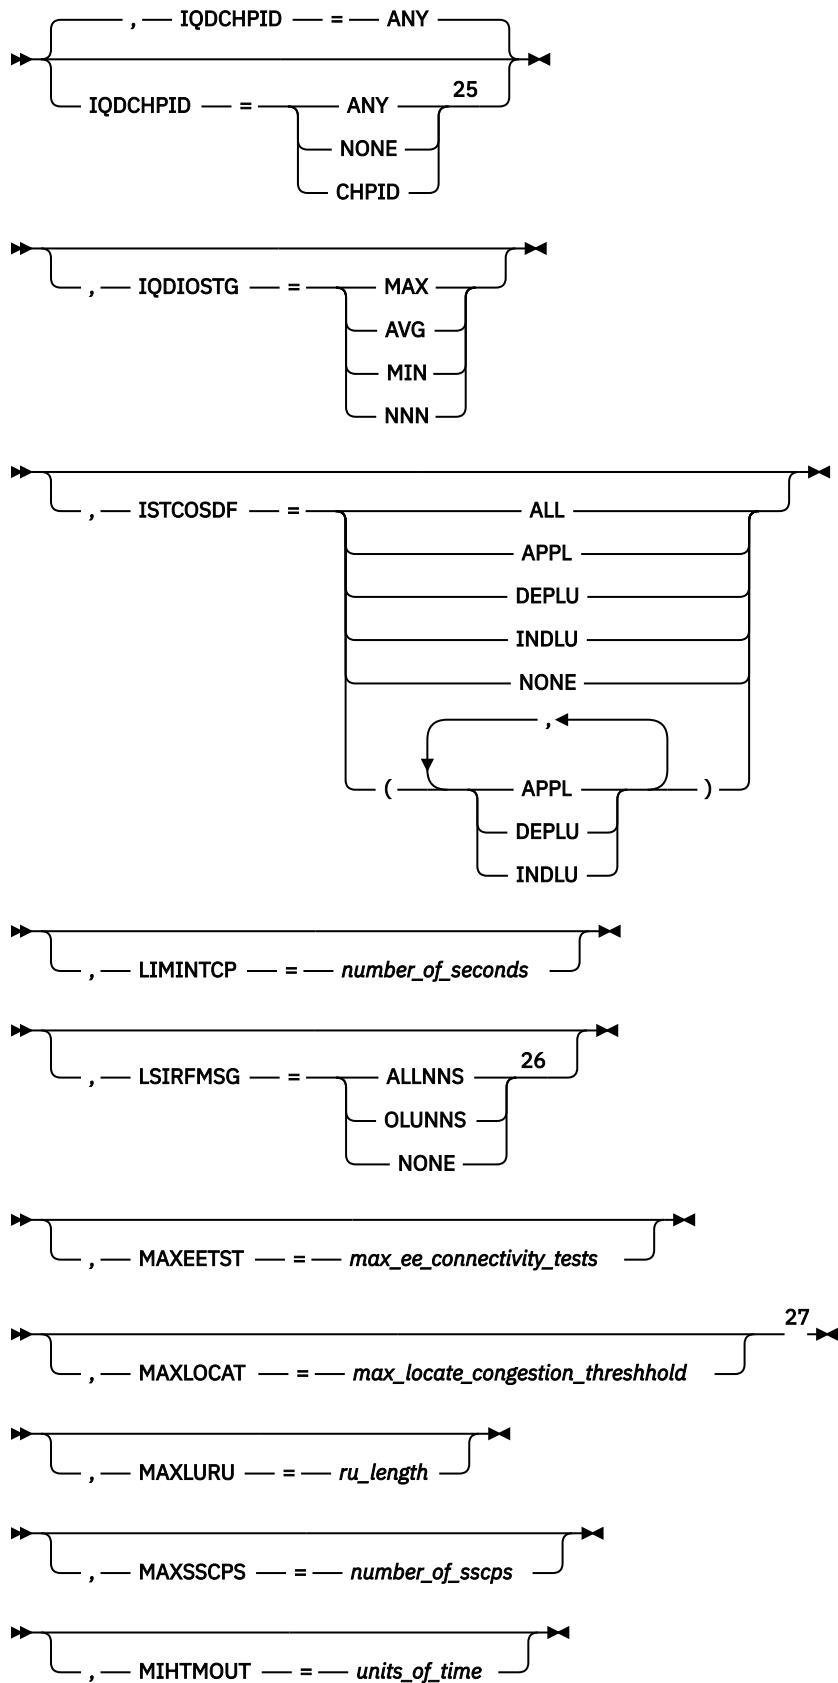 , IQDCHPID = ANY
IQDCHPID = ANY 25
NONE
CHPID
, IQDIOSTG = MAX
AVG
MIN
NNN
, ISTCOSDF = ALL
APPL
DEPLU
INDLU
NONE
,
( APPL )
DEPLU
INDLU
, LIMINTCP = number_of_seconds
, LSIRFMSG = ALLNNS 26
OLUNNS
NONE
, MAXEETST = max_ee_connectivity_tests
27
, MAXLOCAT = max_locate_congestion_threshhold
, MAXLURU = ru_length
, MAXSSCPS = number_of_sscps
, MIHTMOUT = units_of_time